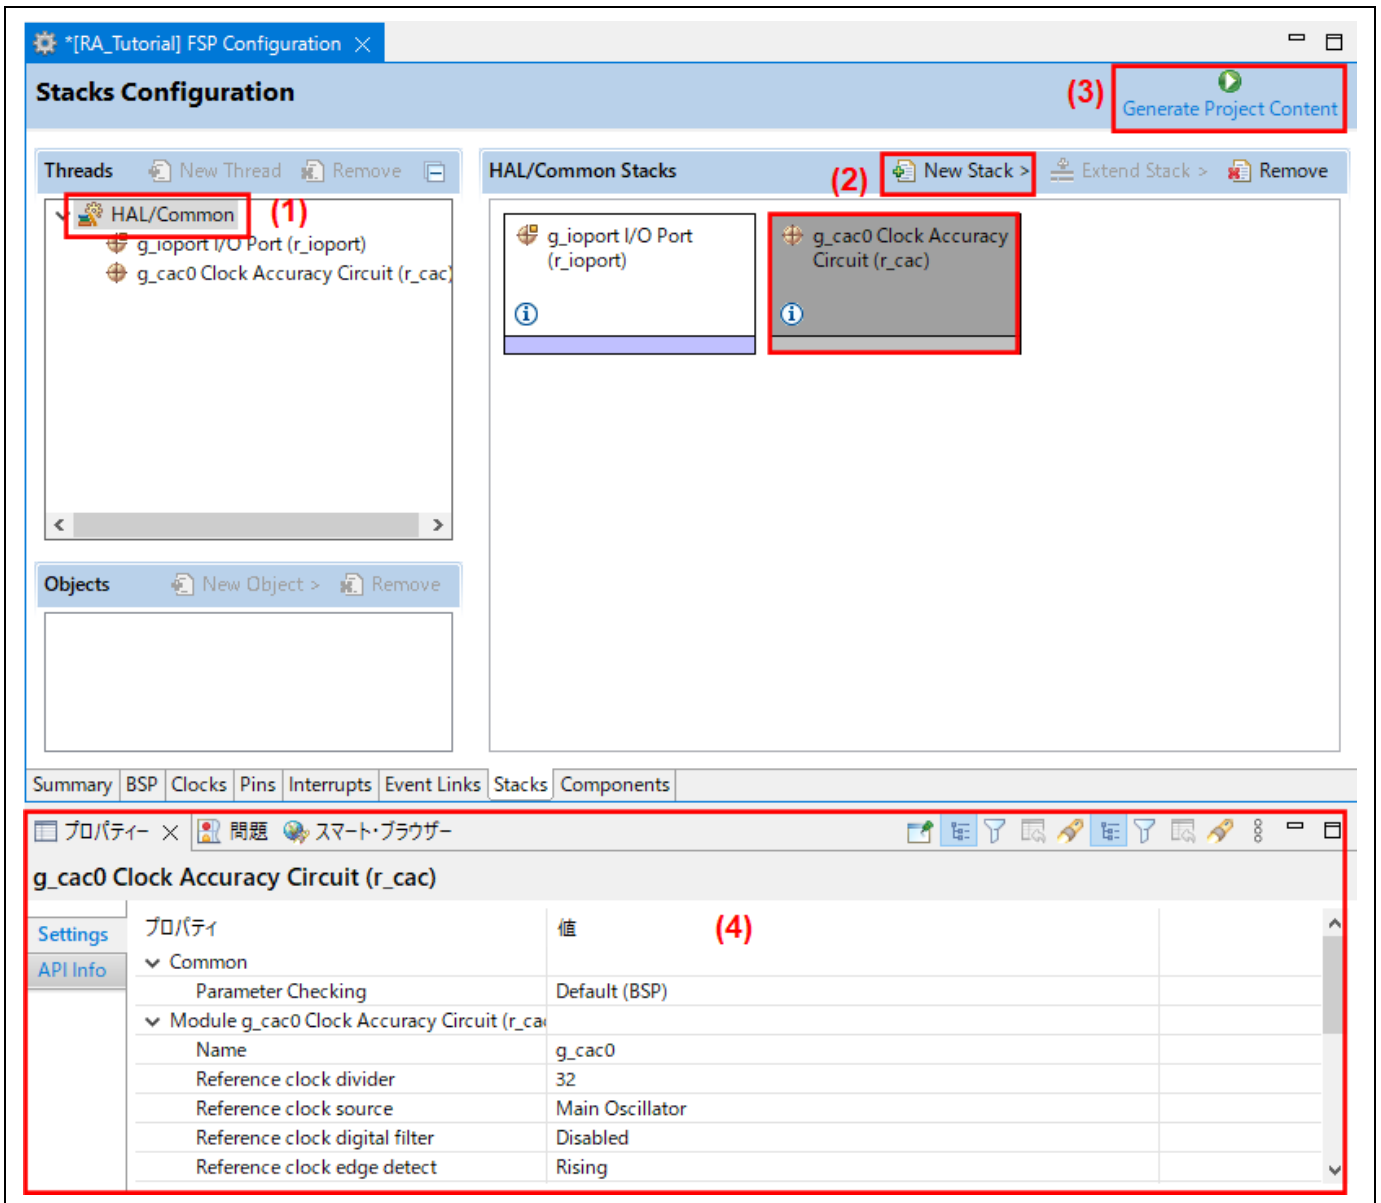 *[RA_Tutorial] FSP Configuration
Stacks Configuration
(3)
Generate Project Content
Threads
New Thread
Remove
HAL/Common Stacks
(2)
New Stack >
Extend Stack >
Remove
HAL/Common
(1)
g_ioport I/O Port (r_ioport)
g_cac0 Clock Accuracy Circuit (r_cac)
g_ioport I/O Port
(r_ioport)
g_cac0 Clock Accuracy
Circuit (r_cac)
Objects
New Object >
Remove
Summary BSP Clocks Pins Interrupts Event Links Stacks Components
プロパティー 問題 スマート・ブラウザー
g_cac0 Clock Accuracy Circuit (r_cac)
Settings
API Info
プロパティ 値
(4)
Common
Parameter Checking Default (BSP)
Module g_cac0 Clock Accuracy Circuit (r_cac
Name g_cac0
Reference clock divider 32
Reference clock source Main Oscillator
Reference clock digital filter Disabled
Reference clock edge detect Rising